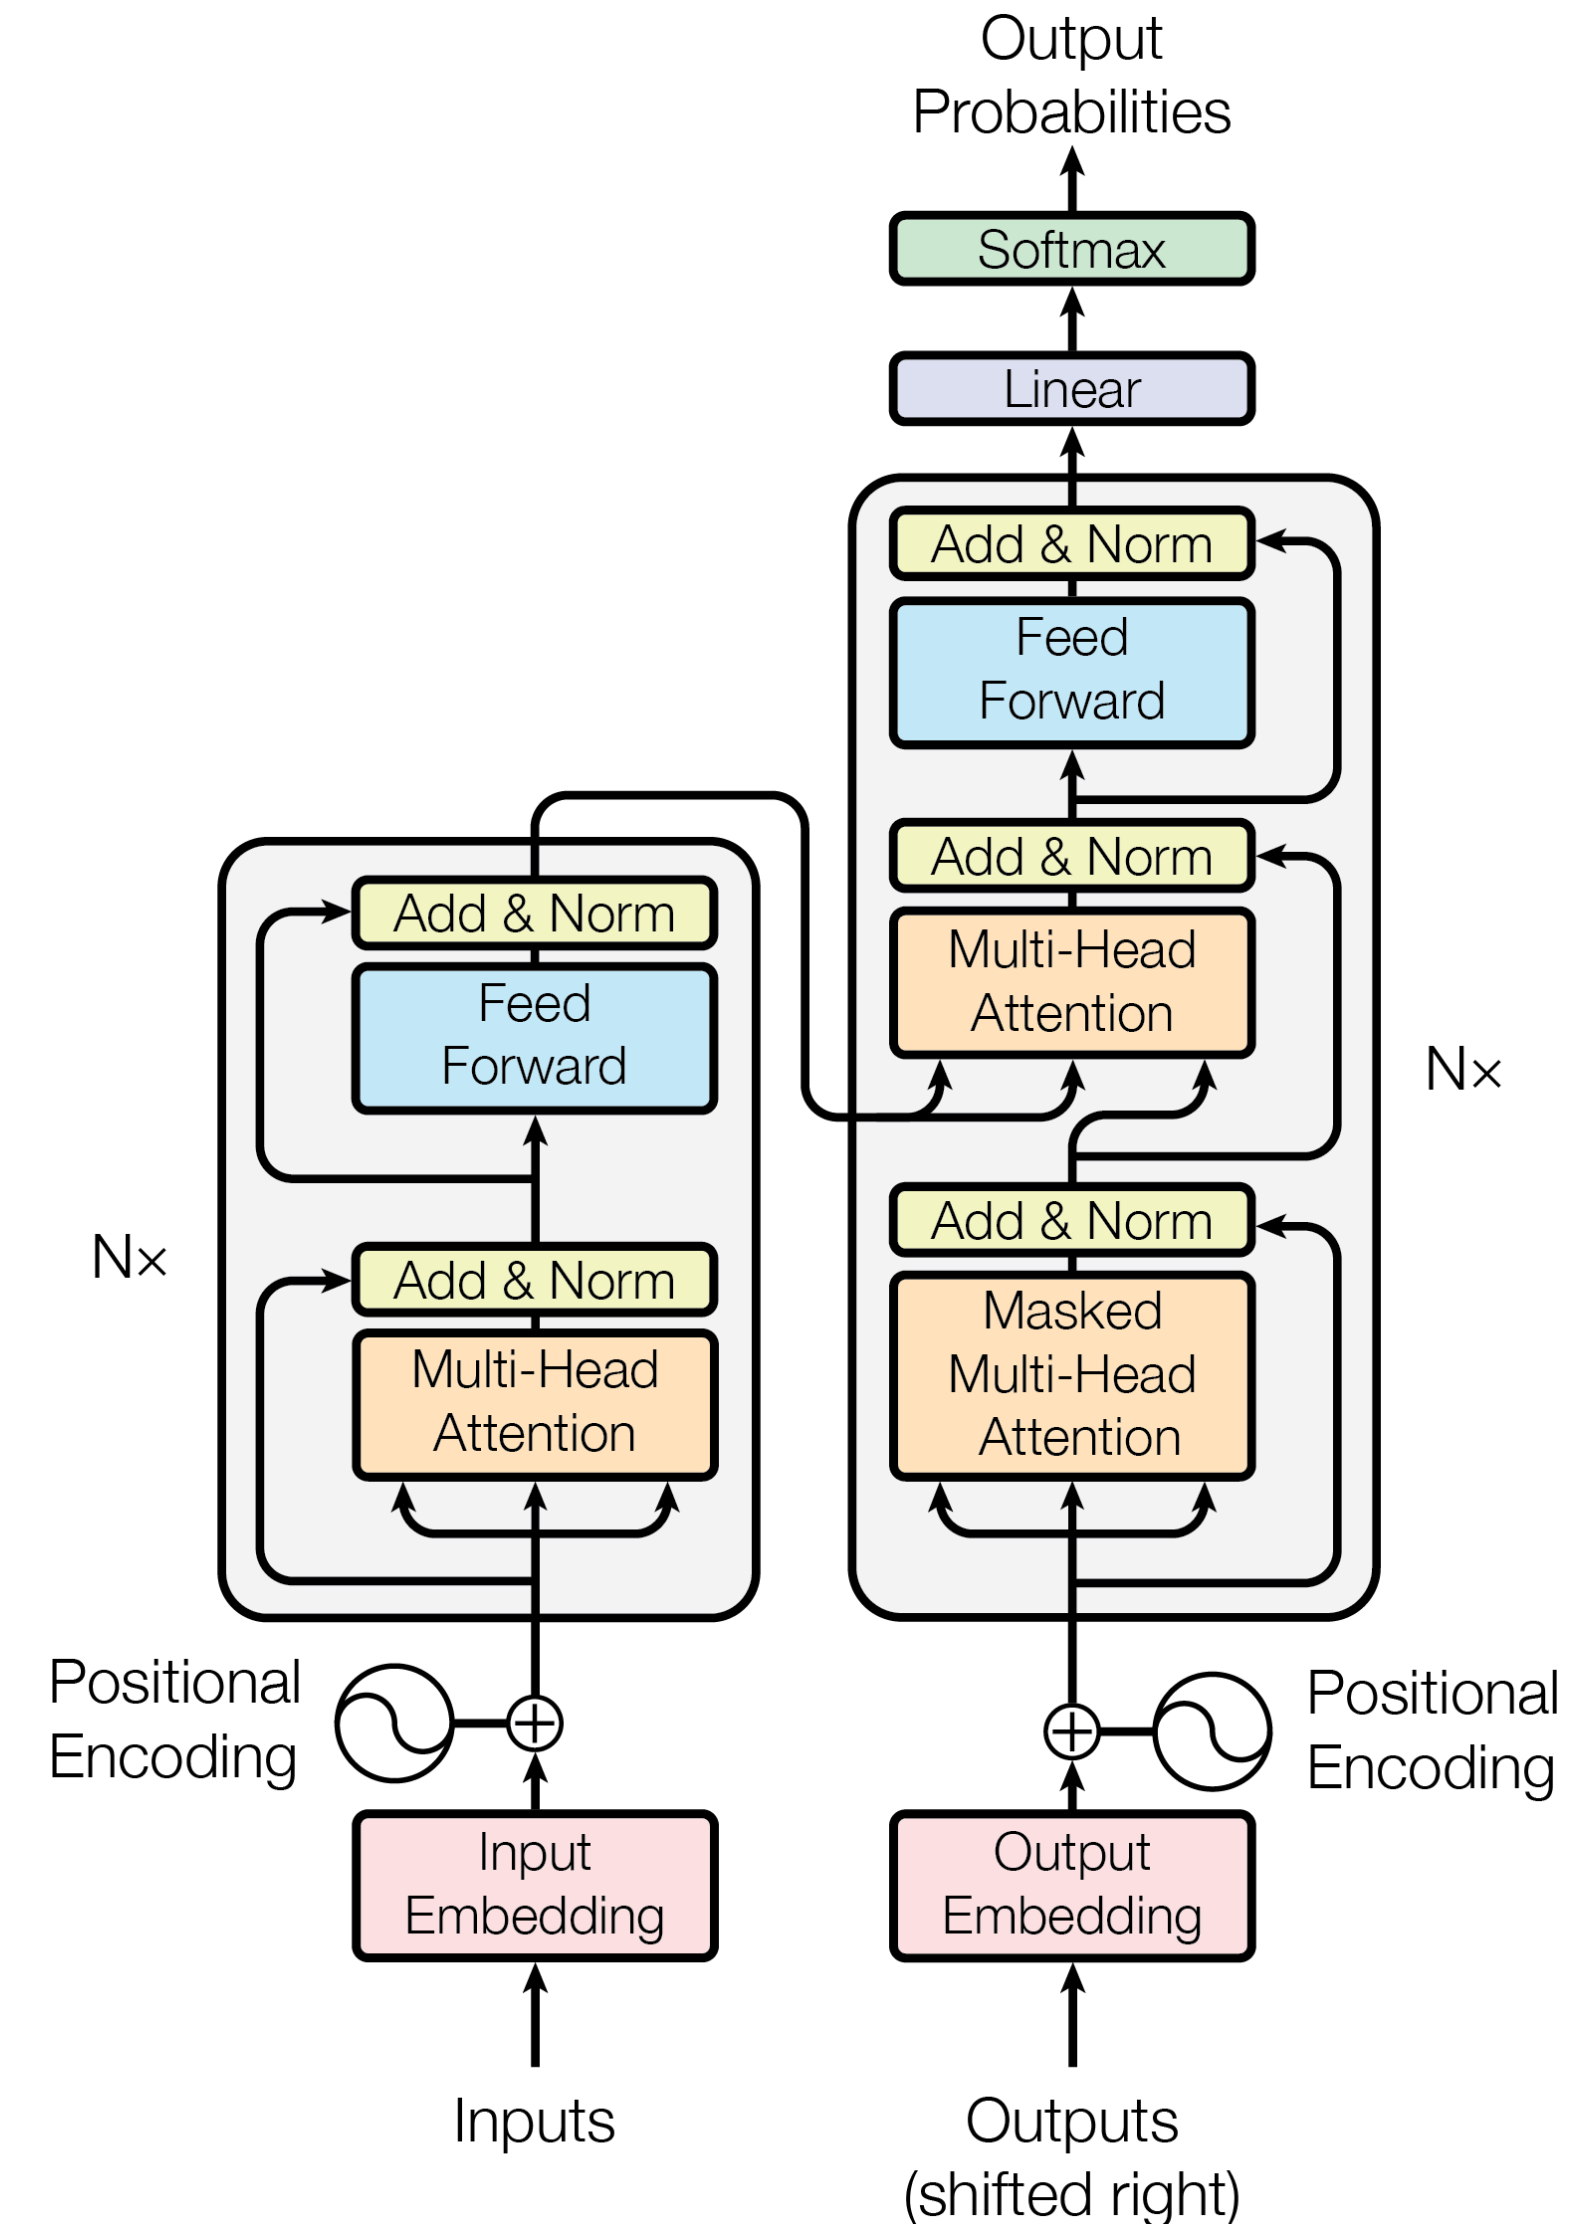 Output
Probabilities
Softmax
Linear
Add & Norm
Feed
Forward
Add & Norm
Multi-Head
Attention
N×
Add & Norm
Masked
Multi-Head
Attention
Add & Norm
Feed
Forward
N×
Add & Norm
Multi-Head
Attention
Positional
Encoding
Positional
Encoding
Input
Embedding
Output
Embedding
Inputs
Outputs
(shifted right)